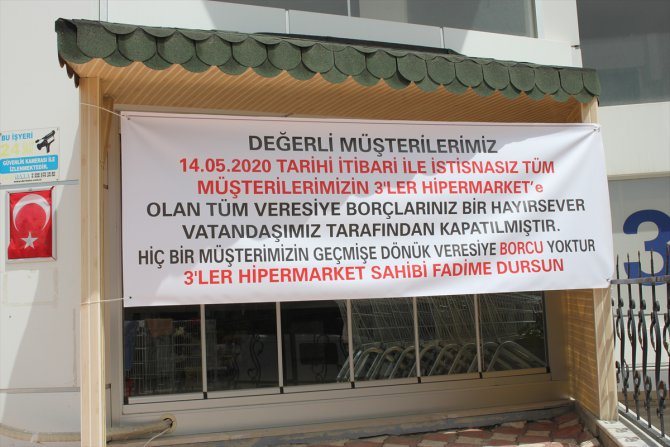 DEĞERLİ MÜŞTERİLERİMİZ
14.05.2020 TARİHİ İTİBARİ İLE İSTİSNASIZ TÜM
MÜŞTERİLERİMİZİN 3'LER HİPERMARKET'e
OLAN TÜM VERESİYE BORÇLARINIZ BİR HAYIRSEVER
VATANDAŞIMIZ TARAFINDAN KAPATILMIŞTIR.
HİÇ BİR MÜŞTERİMİZİN GEÇMİŞE DÖNÜK VERESİYE BORCU YOKTUR
3'LER HİPERMARKET SAHİBİ FADİME DURSUN
BU İŞYERİ
GÜVENLİK KAMERASI İLE
İZLENMEKTEDİR.
3